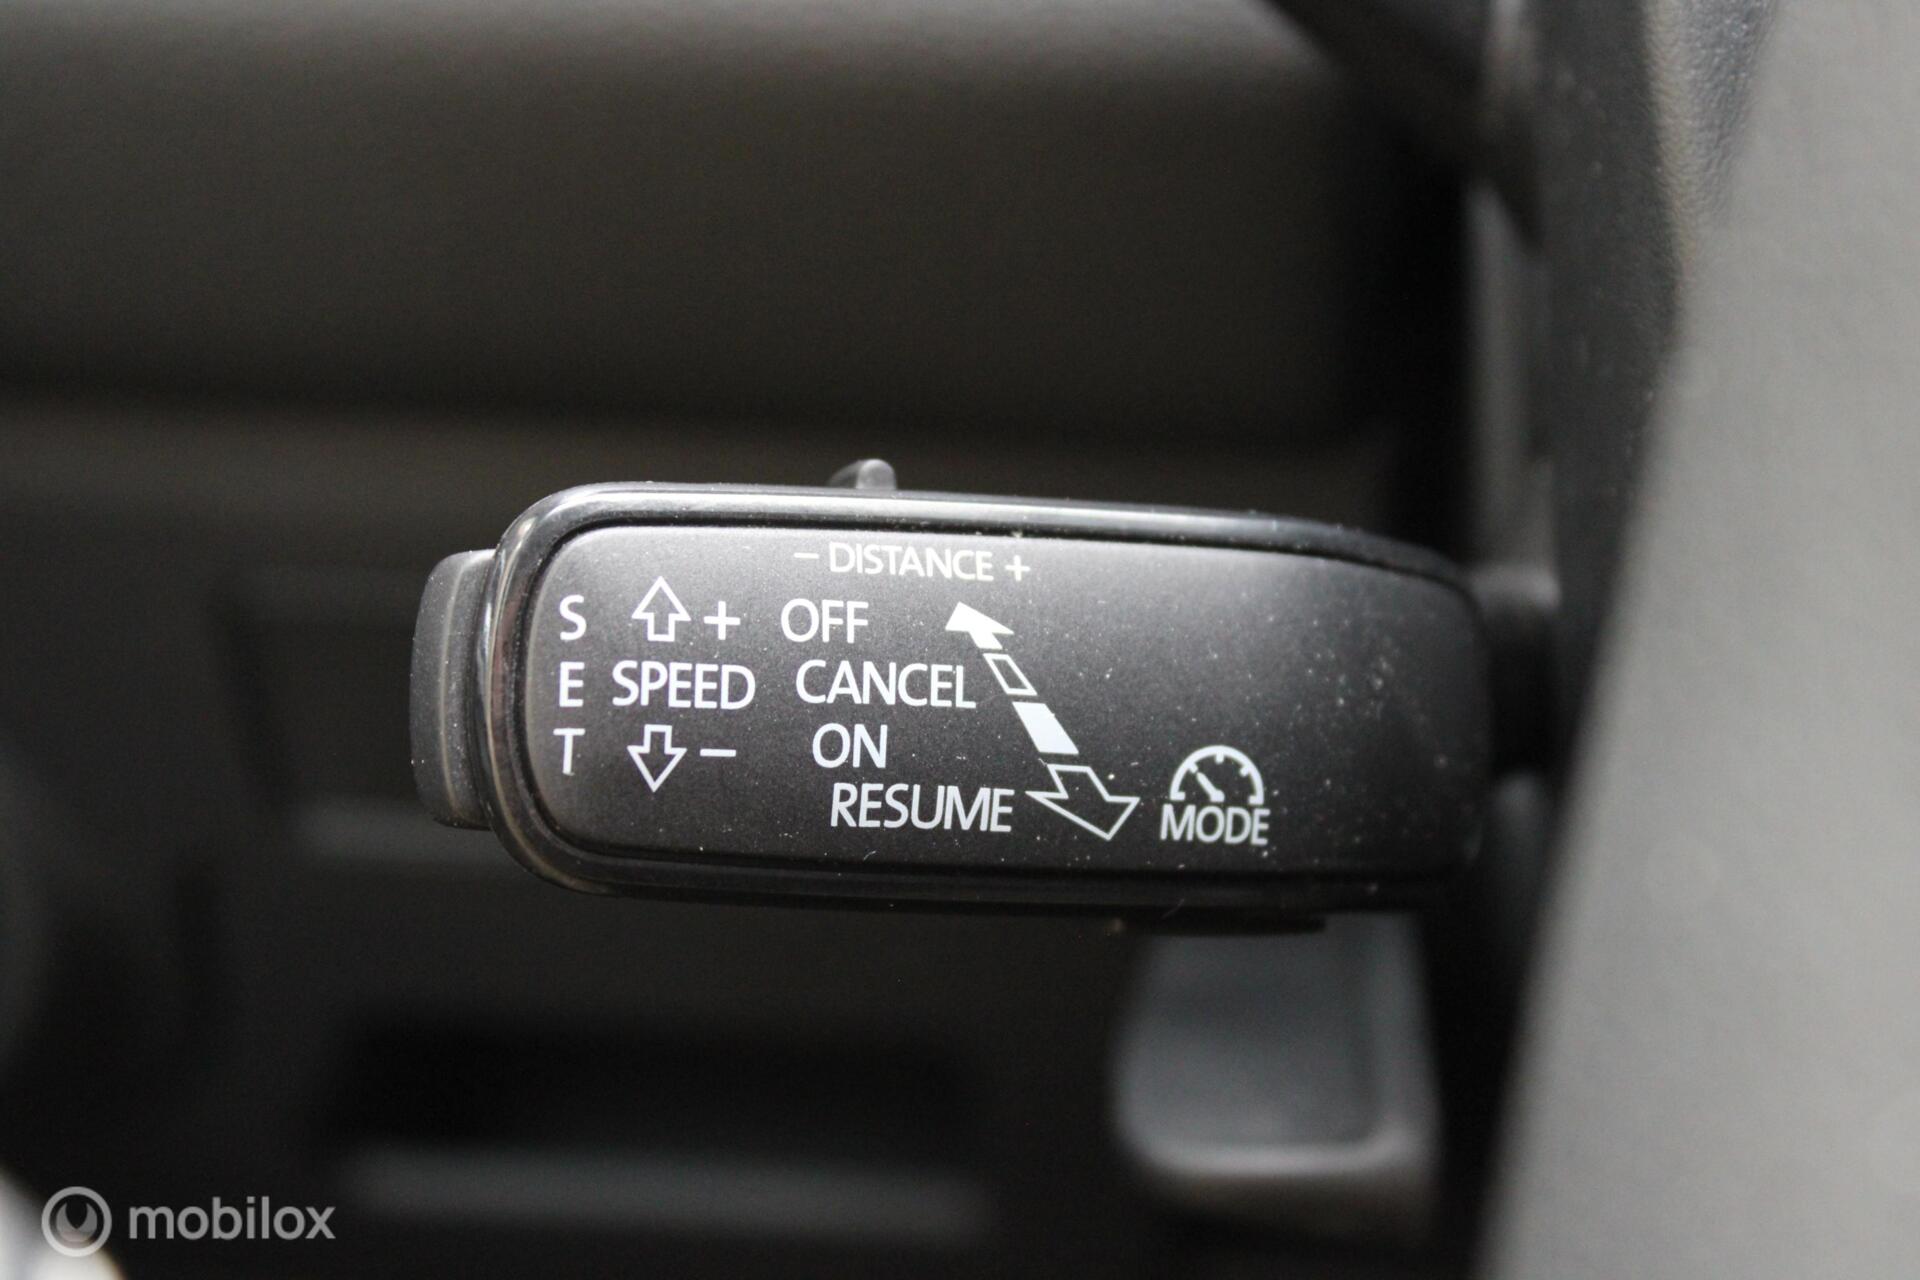 - DISTANCE +
S + OFF
E SPEED CANCEL
T - ON
RESUME
MODE
mobilox